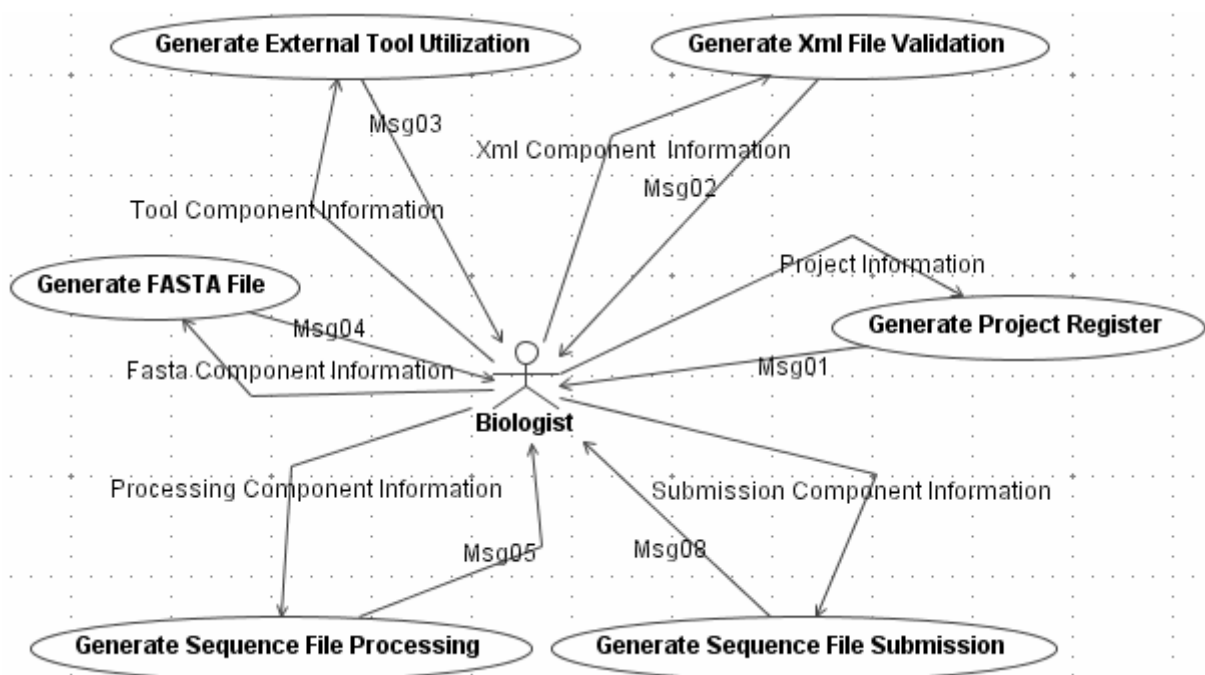 Generate External Tool Utilization
Generate Xml File Validation
Msg03
Xml Component  Information
Msg02
Tool Component Information
Project Information
Generate FASTA File
Msg04
Generate Project Register
Fasta Component Information
Msg01
Biologist
Processing Component Information
Submission Component Information
Msg05
Msg08
Generate Sequence File Processing
Generate Sequence File Submission